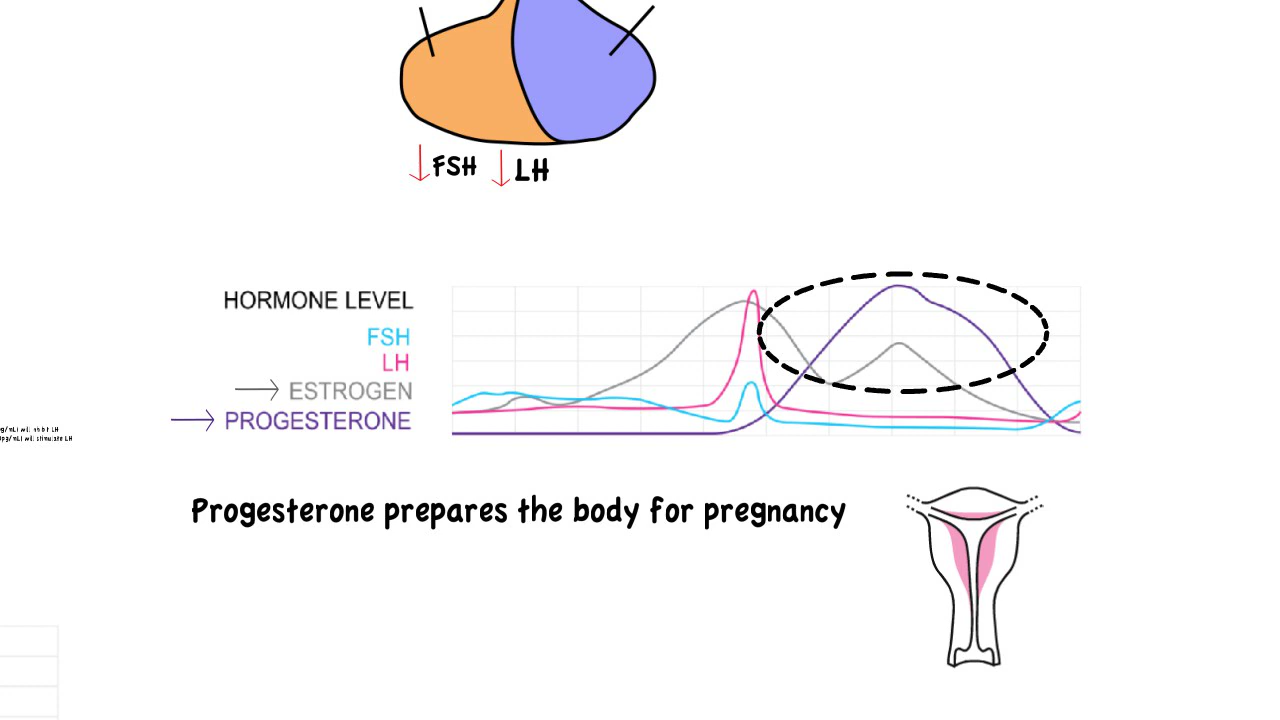 FSH LH
HORMONE LEVEL
FSH
LH
ESTROGEN
PROGESTERONE
Progesterone prepares the body for pregnancy